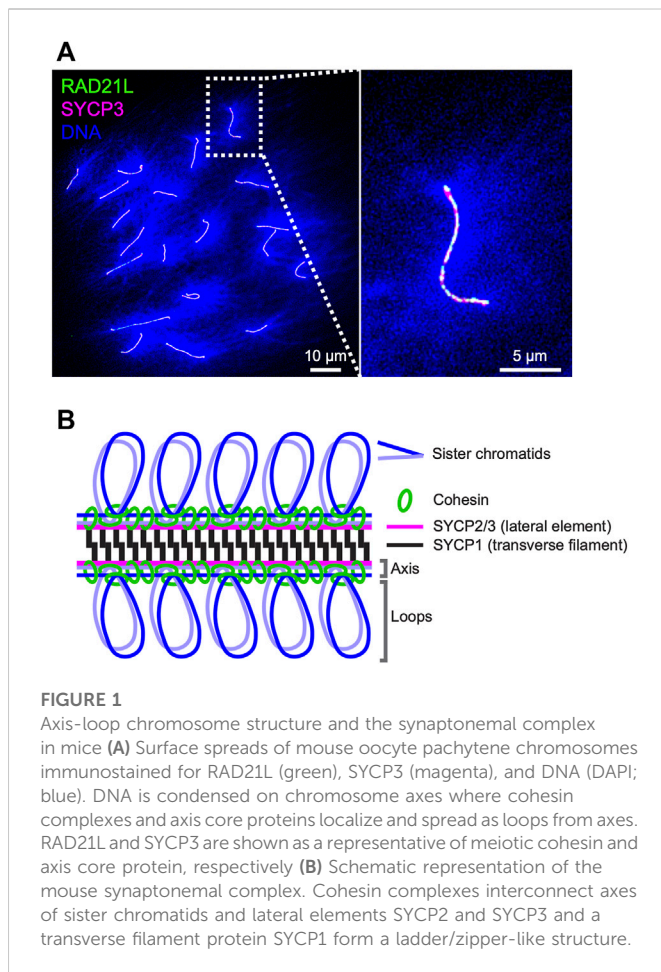 A
RAD21L
SYCP3
DNA
10 µm
5 µm
B
Sister chromatids
Cohesin
SYCP2/3 (lateral element)
SYCP1 (transverse filament)
Axis
Loops
FIGURE 1
Axis-loop chromosome structure and the synaptonemal complex
in mice (A) Surface spreads of mouse oocyte pachytene chromosomes
immunostained for RAD21L (green), SYCP3 (magenta), and DNA (DAPI;
blue). DNA is condensed on chromosome axes where cohesin
complexes and axis core proteins localize and spread as loops from axes.
RAD21L and SYCP3 are shown as a representative of meiotic cohesin and
axis core protein, respectively (B) Schematic representation of the
mouse synaptonemal complex. Cohesin complexes interconnect axes
of sister chromatids and lateral elements SYCP2 and SYCP3 and a
transverse filament protein SYCP1 form a ladder/zipper-like structure.